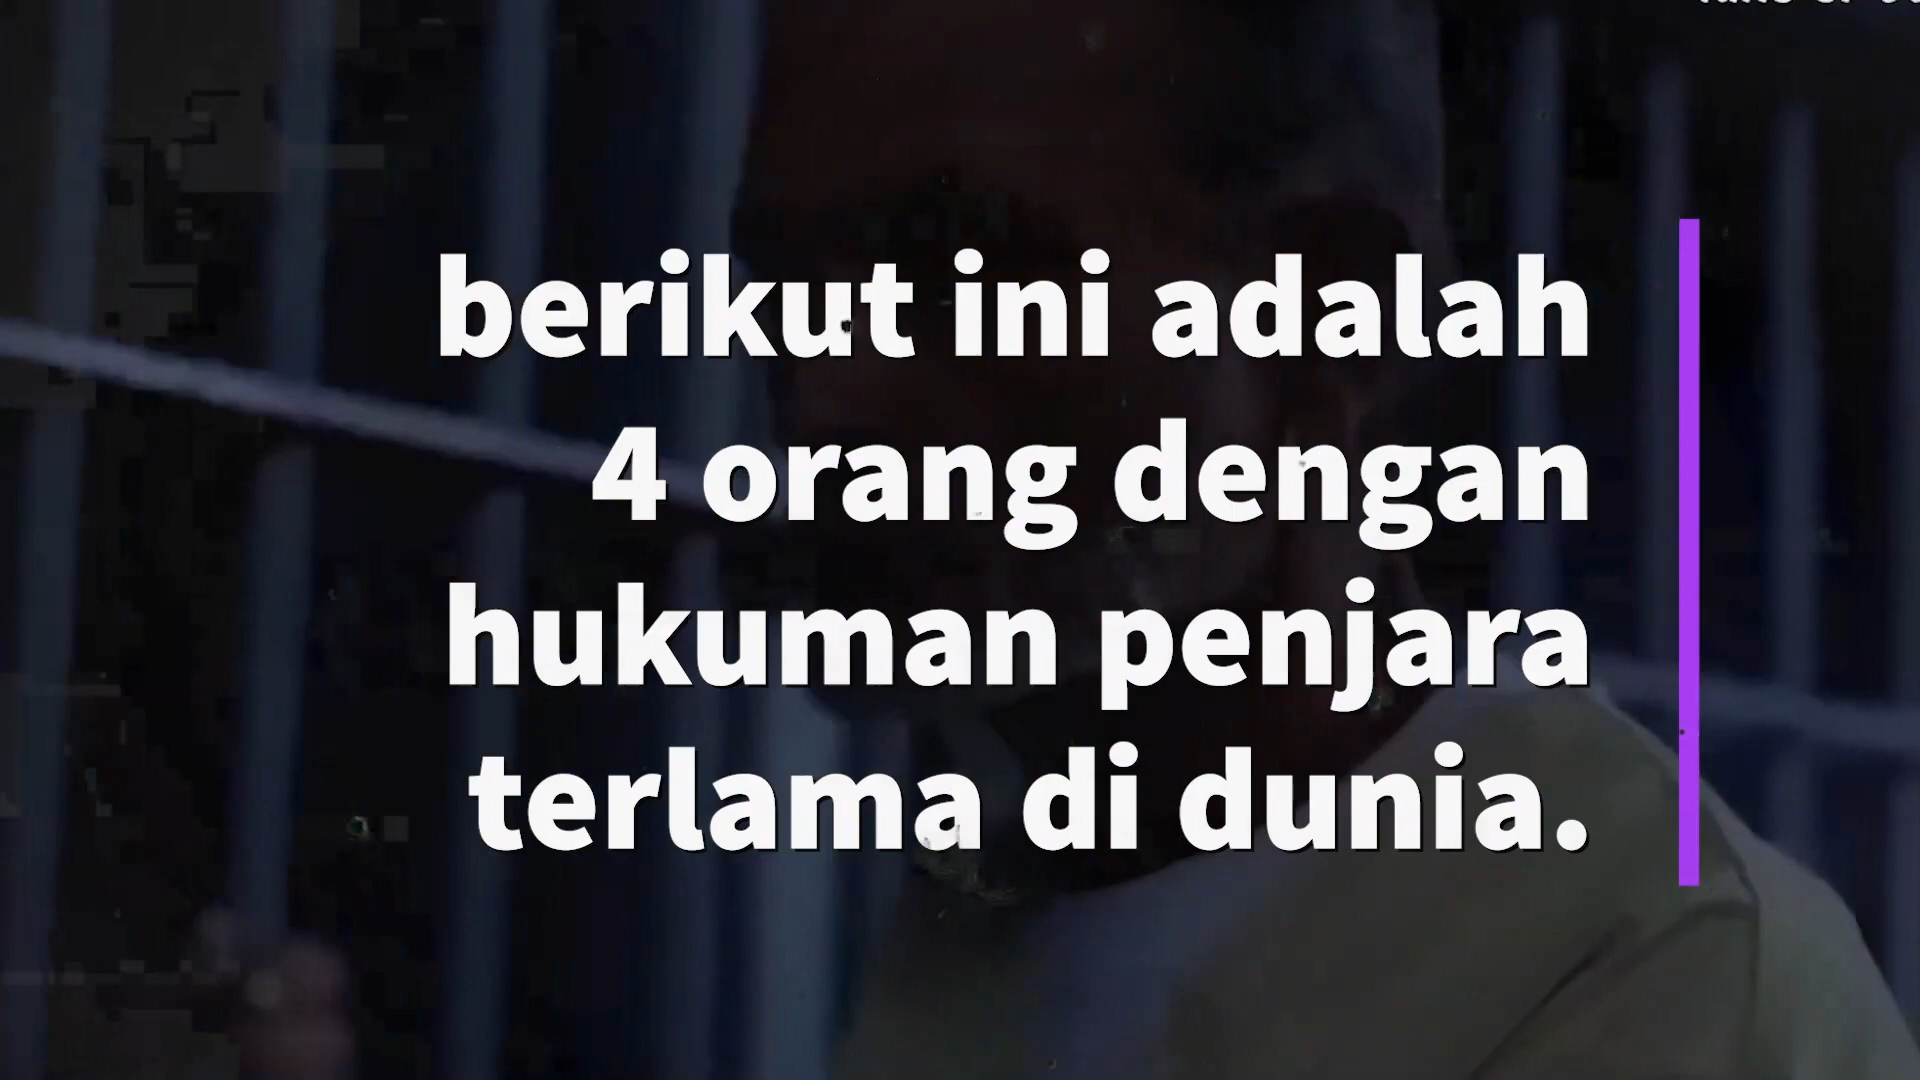 berikut ini adalah
4 orang dengan
hukuman penjara
terlama di dunia.